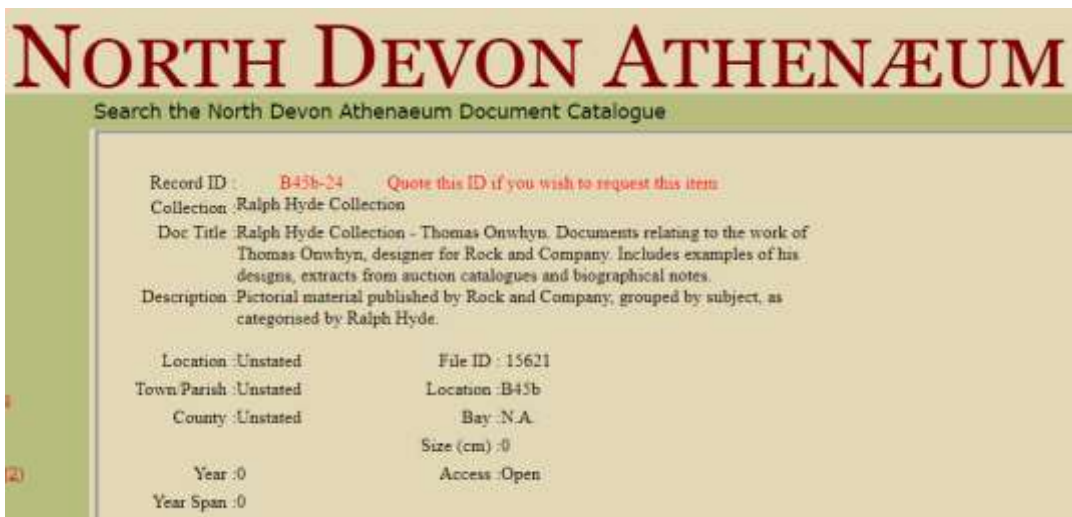 NORTH DEVON ATHENÆUM
Search the North Devon Athenaeum Document Catalogue
Record ID : B45b-24 Quote this ID if you wish to request this item
Collection :Ralph Hyde Collection
Doc Title :Ralph Hyde Collection - Thomas Onwhyn. Documents relating to the work of
Thomas Onwhyn, designer for Rock and Company. Includes examples of his
designs, extracts from auction catalogues and biographical notes.
Description :Pictorial material published by Rock and Company, grouped by subject, as
categorised by Ralph Hyde.
Location :Unstated File ID : 15621
Town/Parish :Unstated Location :B45b
County :Unstated Bay :N.A.
Size (cm) :0
(2) Year :0 Access :Open
Year Span :0